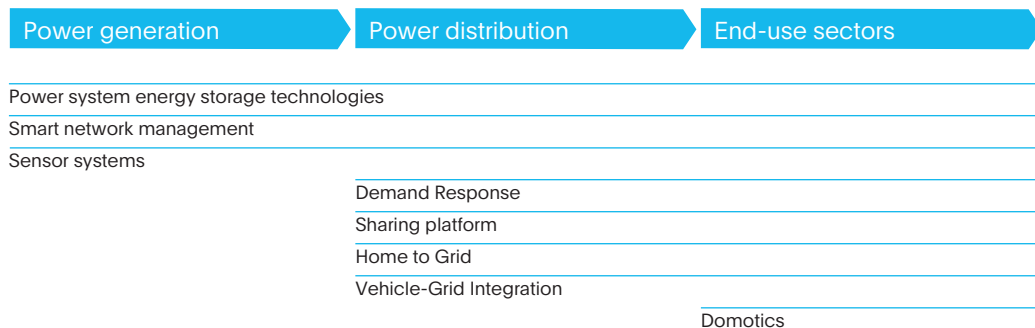 Power generation
Power distribution
End-use sectors
Power system energy storage technologies
Smart network management
Sensor systems
Demand Response
Sharing platform
Home to Grid
Vehicle-Grid Integration
Domotics